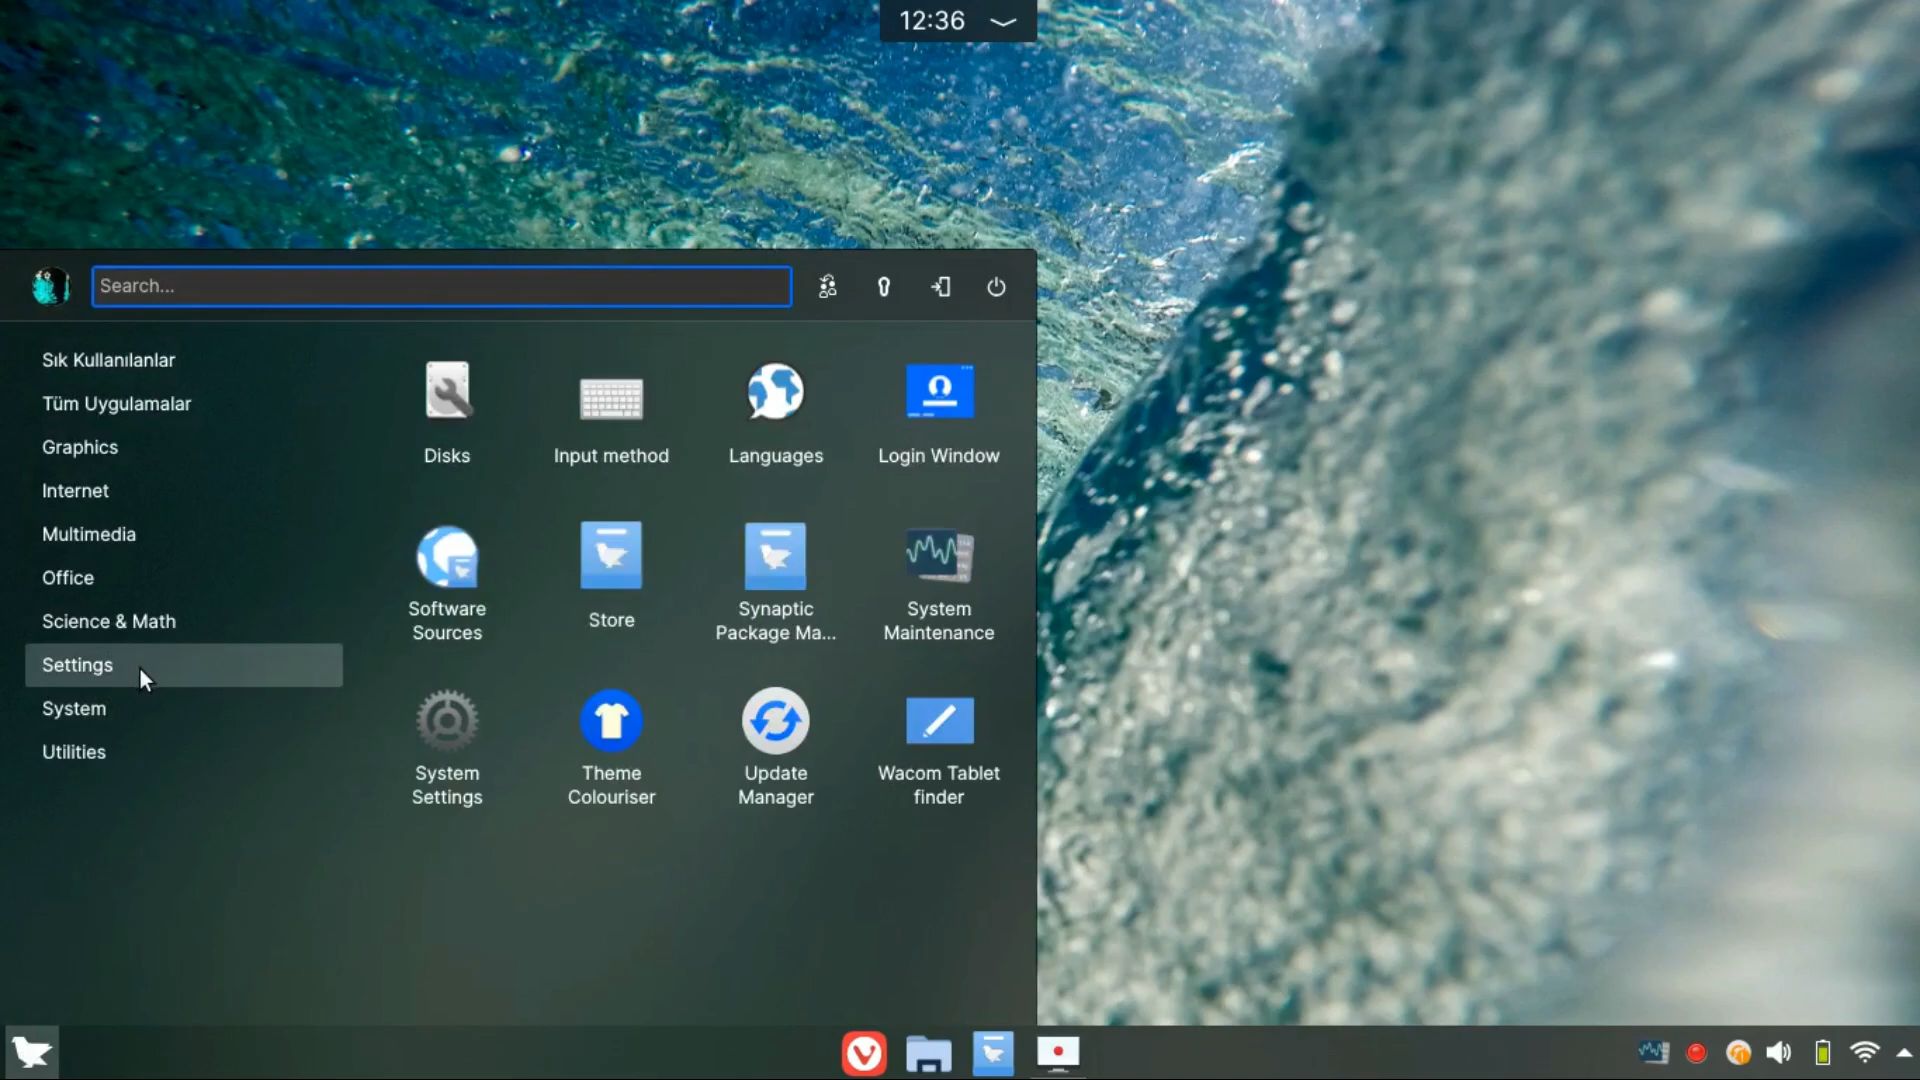 12:36
Search...
Sık Kullanılanlar
Tüm Uygulamalar
Graphics
Internet
Multimedia
Office
Science & Math
Settings
System
Utilities
Disks
Input method
Languages
Login Window
Software
Sources
Store
Synaptic
Package Ma...
System
Maintenance
System
Settings
Theme
Colouriser
Update
Manager
Wacom Tablet
finder